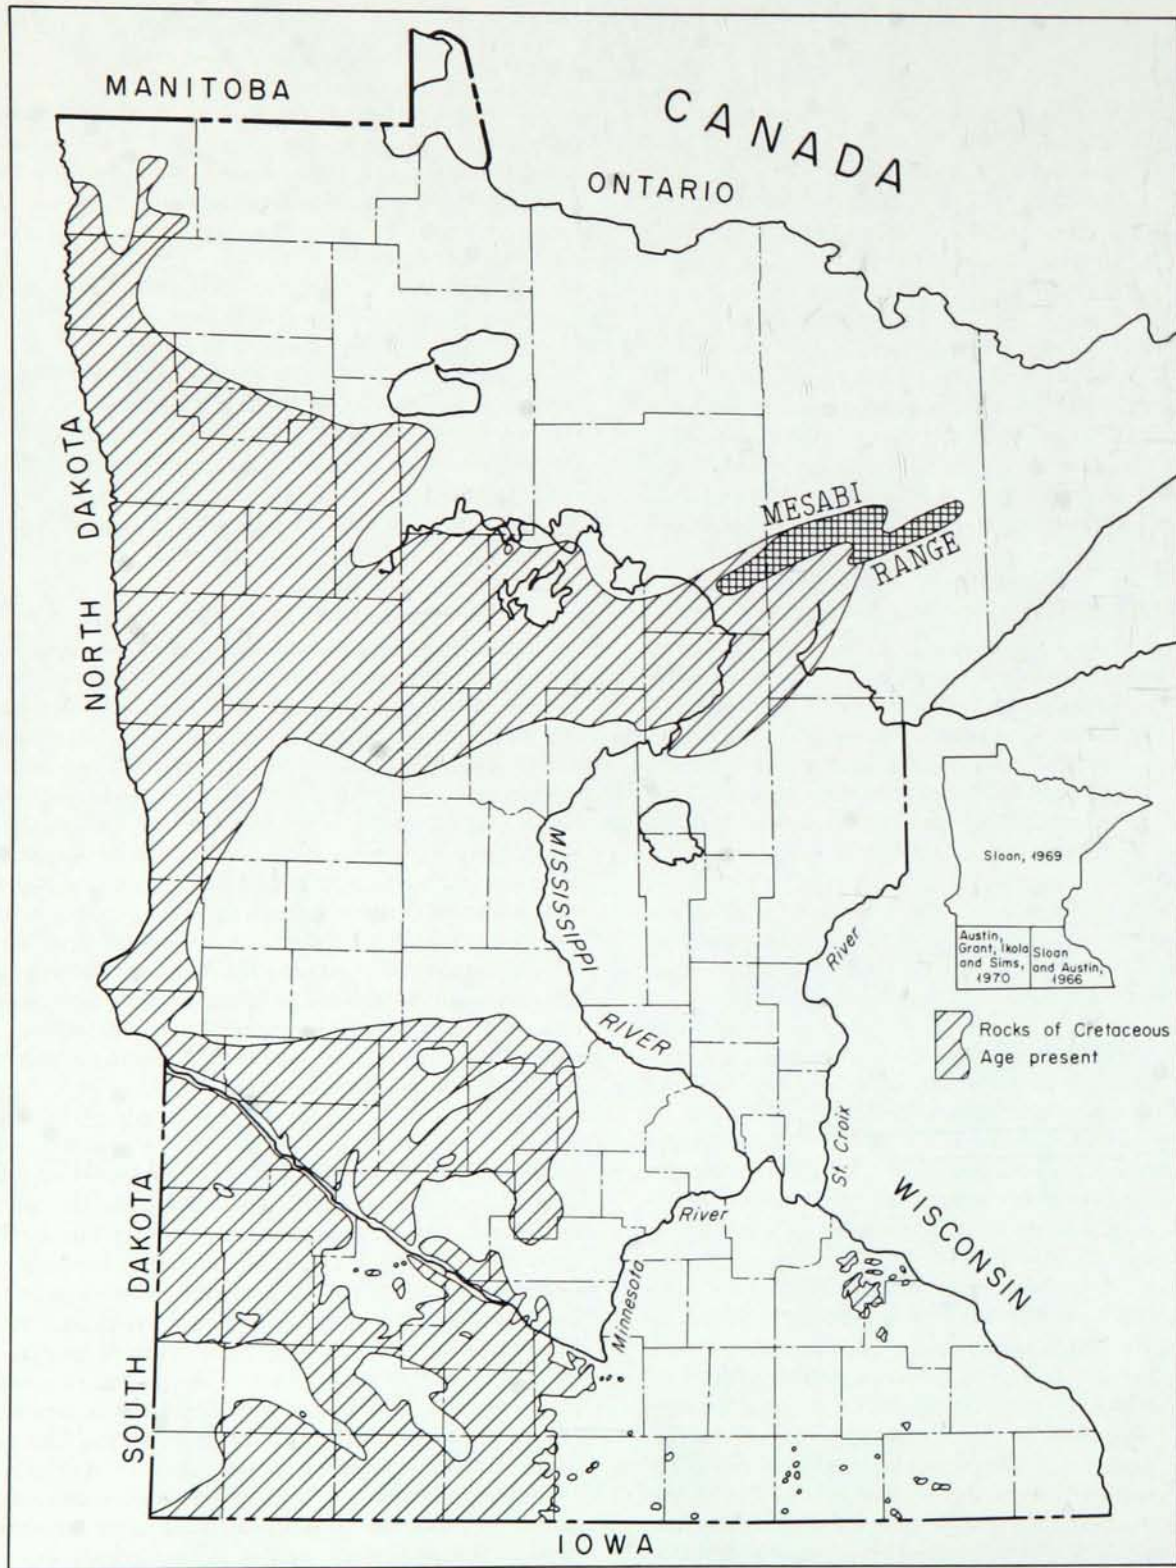 MANITOBA
CANADA
ONTARIO
NORTH DAKOTA
MESABI
RANGE
MISSISSIPPI
RIVER
River
St. Croix
Sloan, 1969
Austin,
Grant, Ikola
and Sims,
1970
Sloan
and Austin,
1966
Rocks of Cretaceous
Age present
SOUTH DAKOTA
River
Minnesota
WISCONSIN
IOWA